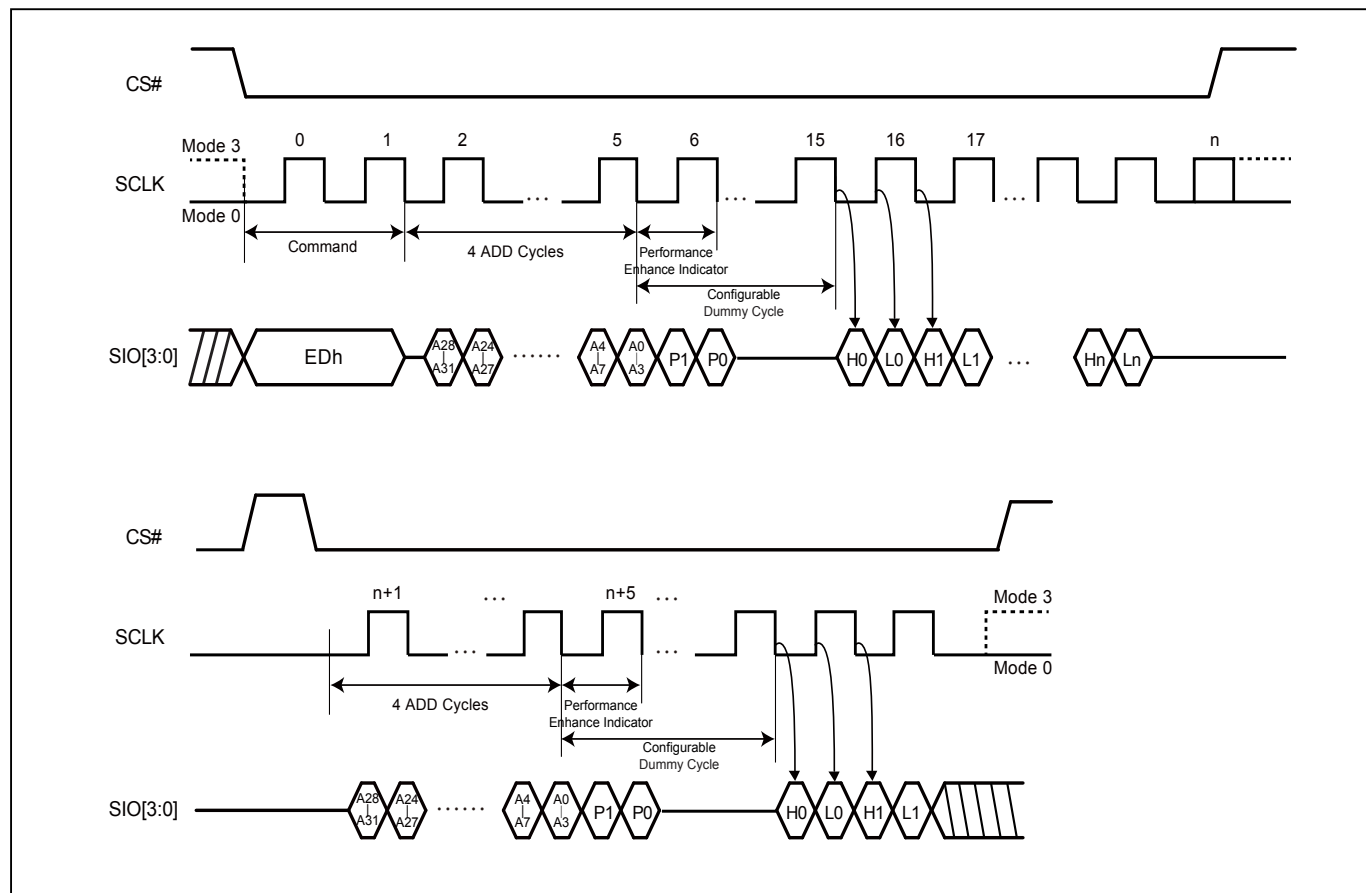 CS#
0 1 2 5 6 15 16 17 n
Mode 3
SCLK
... ... ...
Mode 0
Command
4 ADD Cycles
Performance
Enhance Indicator
Configurable
Dummy Cycle
SIO[3:0]
EDh
A28 | A31
A24 | A27
......
A4 | A7
A0 | A3
P1 P0 H0 L0 H1 L1 ... Hn Ln
CS#
n+1 ... n+5 ...
Mode 3
SCLK
... ...
Mode 0
4 ADD Cycles
Performance
Enhance Indicator
Configurable
Dummy Cycle
SIO[3:0]
A28 | A31
A24 | A27
......
A4 | A7
A0 | A3
P1 P0 H0 L0 H1 L1